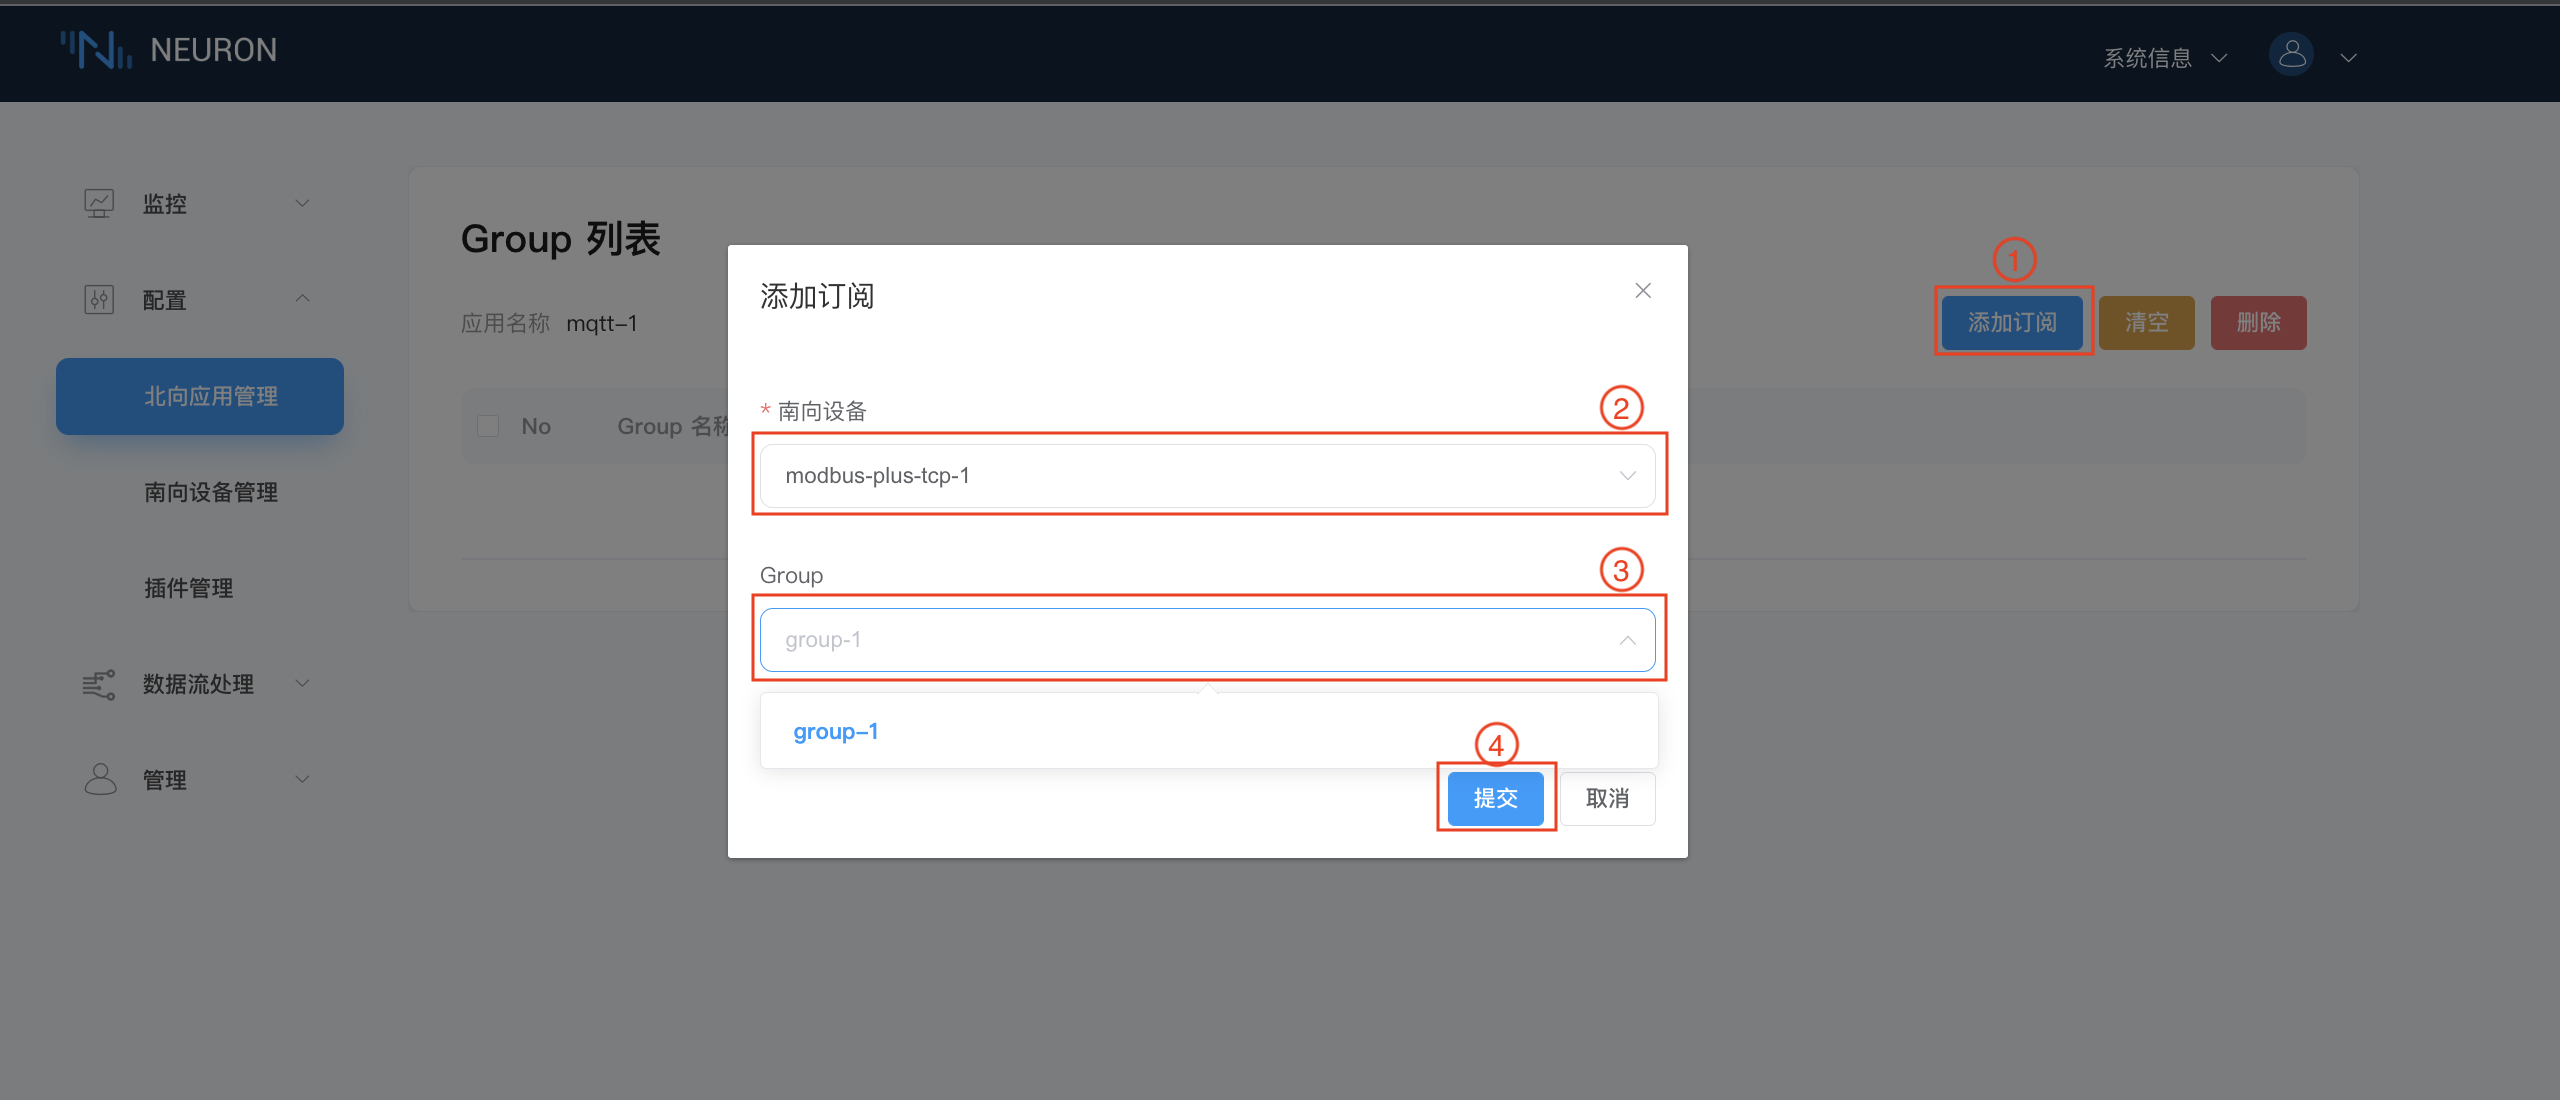 NEURON
系统信息
监控
配置
北向应用管理
南向设备管理
插件管理
数据流处理
管理
Group 列表
应用名称 mqtt-1
①
添加订阅
清空
删除
No
Group 名称
添加订阅
* 南向设备
②
modbus-plus-tcp-1
Group
③
group-1
group-1
④
提交
取消